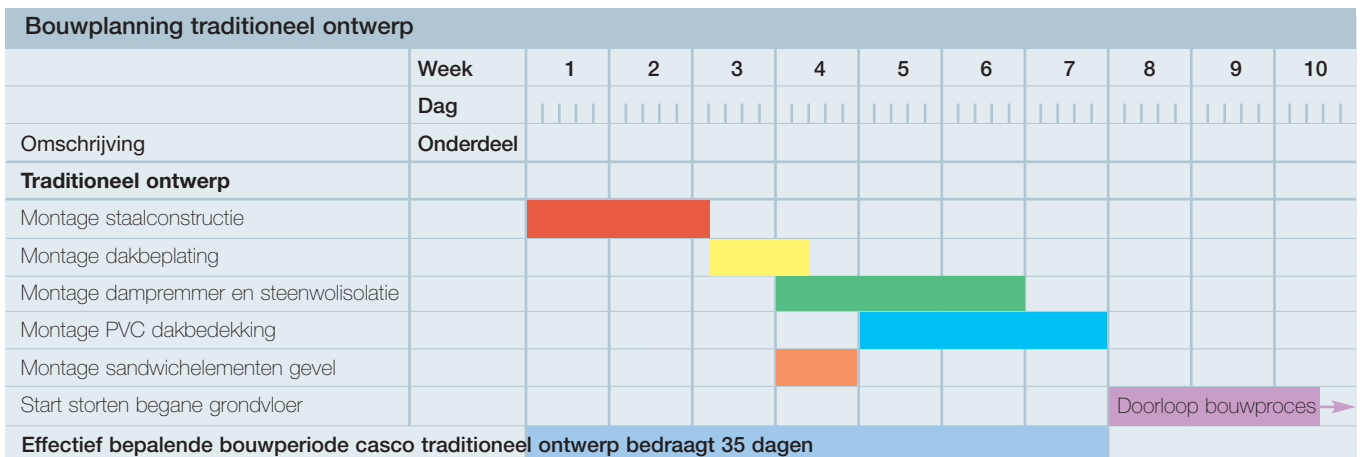 Bouwplanning traditioneel ontwerp
Week 1 2 3 4 5 6 7 8 9 10
Dag
Omschrijving Onderdeel
Traditioneel ontwerp
Montage staalconstructie
Montage dakbeplating
Montage dampremmer en steenwolisolatie
Montage PVC dakbedekking
Montage sandwichelementen gevel
Start storten begane grondvloer Doorloop bouwproces
Effectief bepalende bouwperiode casco traditioneel ontwerp bedraagt 35 dagen